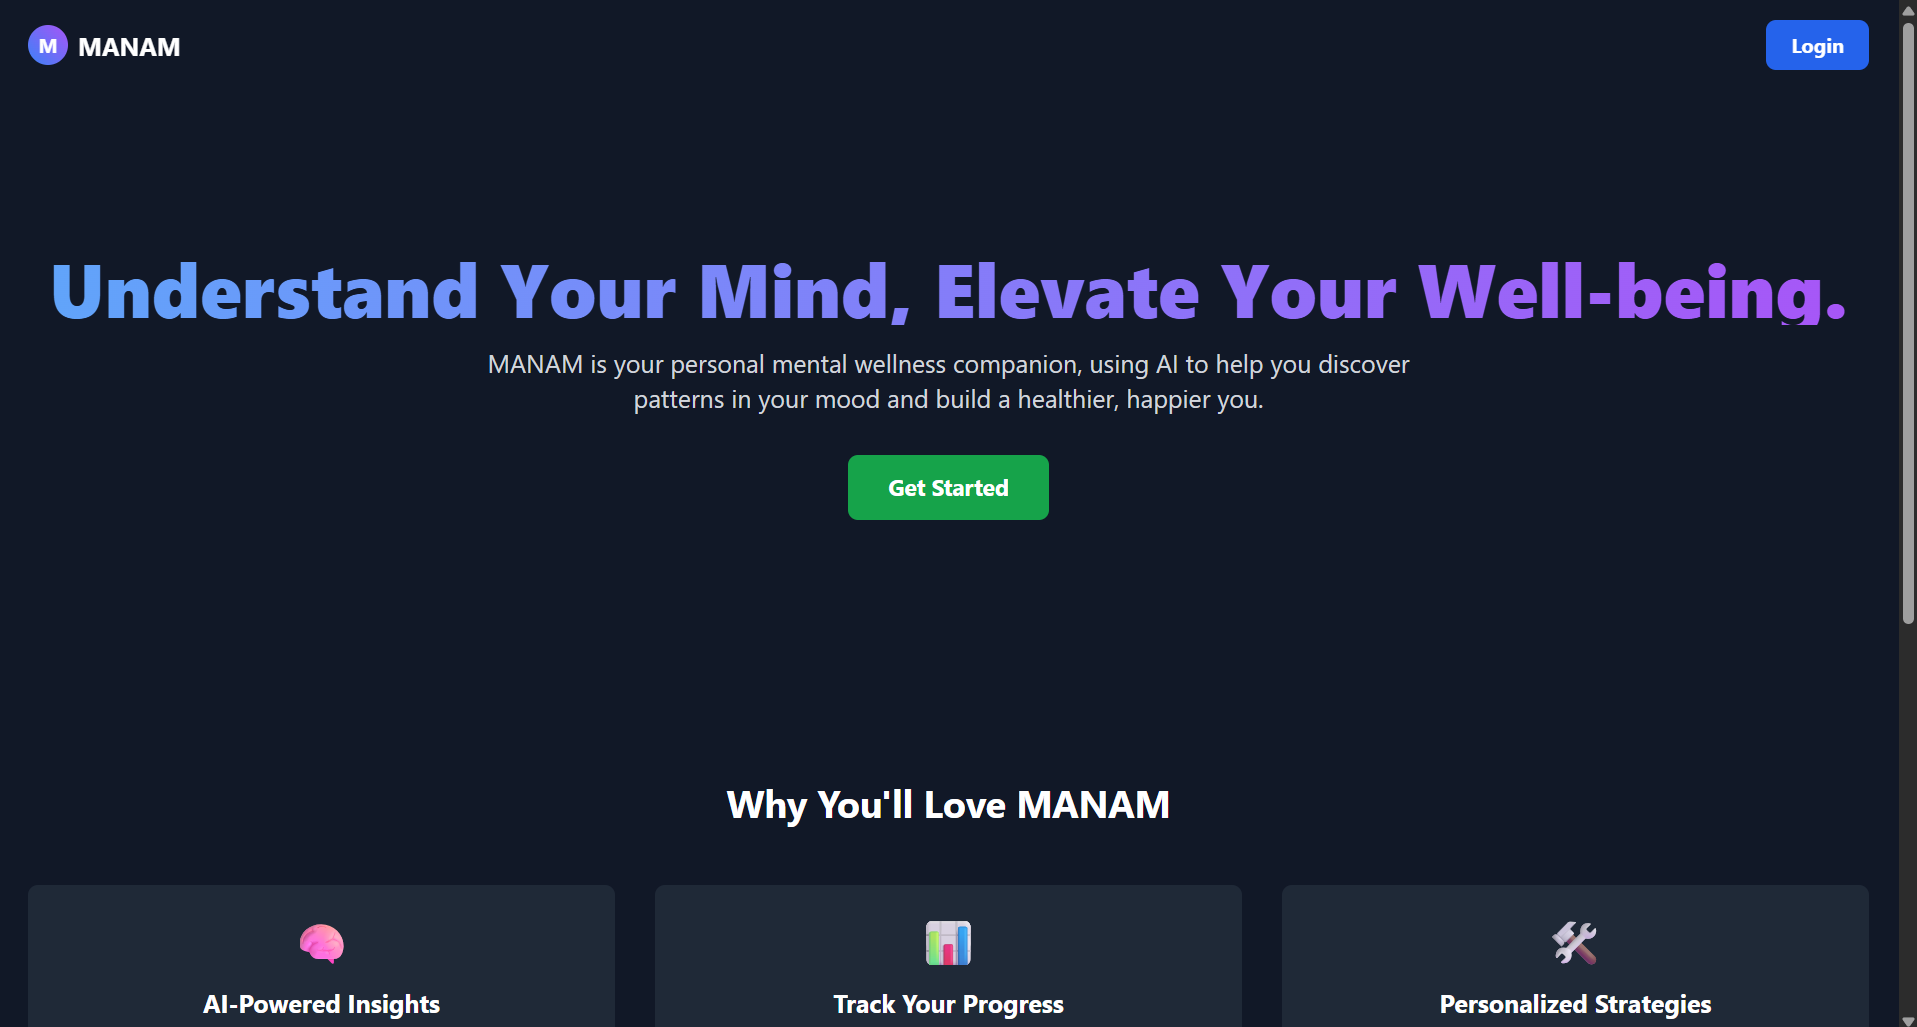 M MANAM
Login
Understand Your Mind, Elevate Your Well-being.
MANAM is your personal mental wellness companion, using AI to help you discover
patterns in your mood and build a healthier, happier you.
Get Started
Why You'll Love MANAM
AI-Powered Insights
Track Your Progress
Personalized Strategies